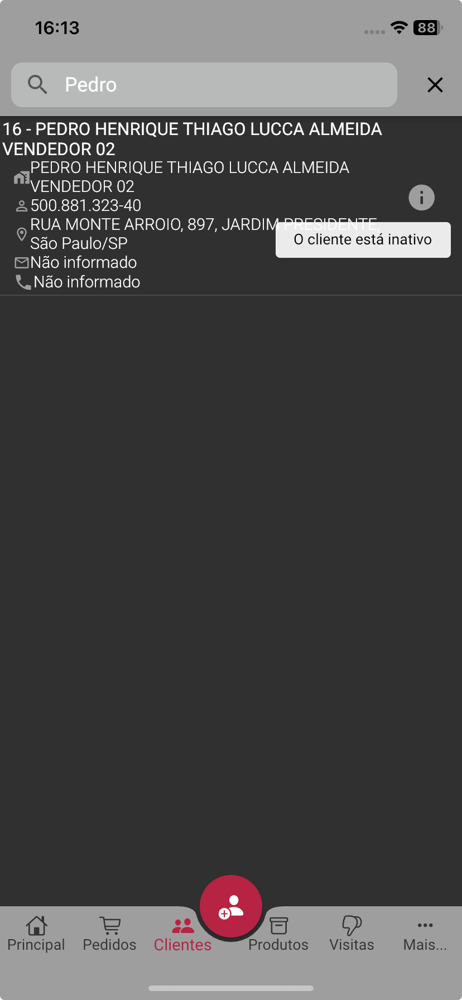 16:13
88
Pedro
16 - PEDRO HENRIQUE THIAGO LUCCA ALMEIDA
VENDEDOR 02
PEDRO HENRIQUE THIAGO LUCCA ALMEIDA
VENDEDOR 02
500.881.323-40
RUA MONTE ARROIO, 897, JARDIM PRESIDENTE,
São Paulo/SP
O cliente está inativo
Não informado
Não informado
Principal Pedidos Clientes Produtos Visitas Mais...